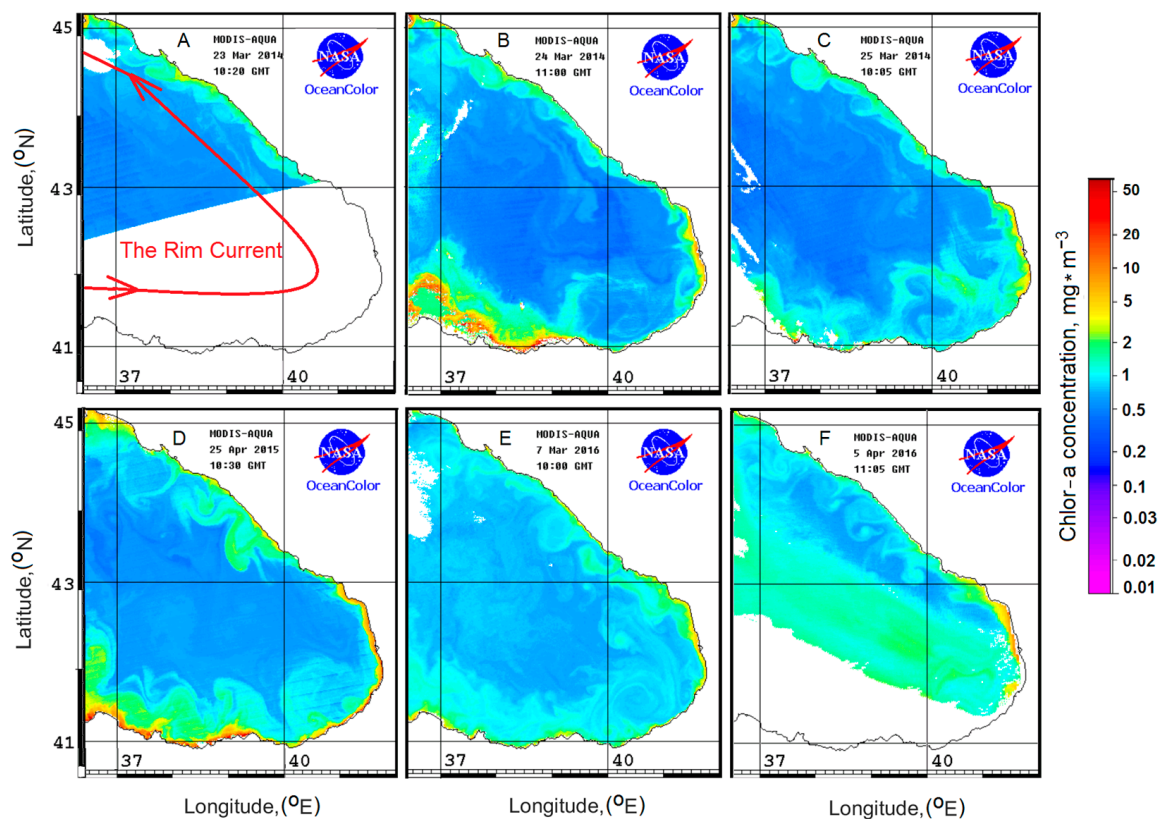 A
MODIS-AQUA
23 Mar 2014
10:20 GMT
NASA
OceanColor
The Rim Current
B
MODIS-AQUA
24 Mar 2014
11:00 GMT
NASA
OceanColor
C
MODIS-AQUA
25 Mar 2014
10:05 GMT
NASA
OceanColor
45
43
41
Latitude,(°N)
37
40
37
40
37
40
D
MODIS-AQUA
25 Apr 2015
10:30 GMT
NASA
OceanColor
E
MODIS-AQUA
7 Mar 2016
10:00 GMT
NASA
OceanColor
F
MODIS-AQUA
5 Apr 2016
11:05 GMT
NASA
OceanColor
45
43
41
Latitude,(°N)
37
40
37
40
37
40
Longitude,(°E)
Longitude,(°E)
Longitude,(°E)
Chlor-a concentration, mg* m⁻³
50
20
10
5
2
1
0.5
0.2
0.1
0.03
0.02
0.01